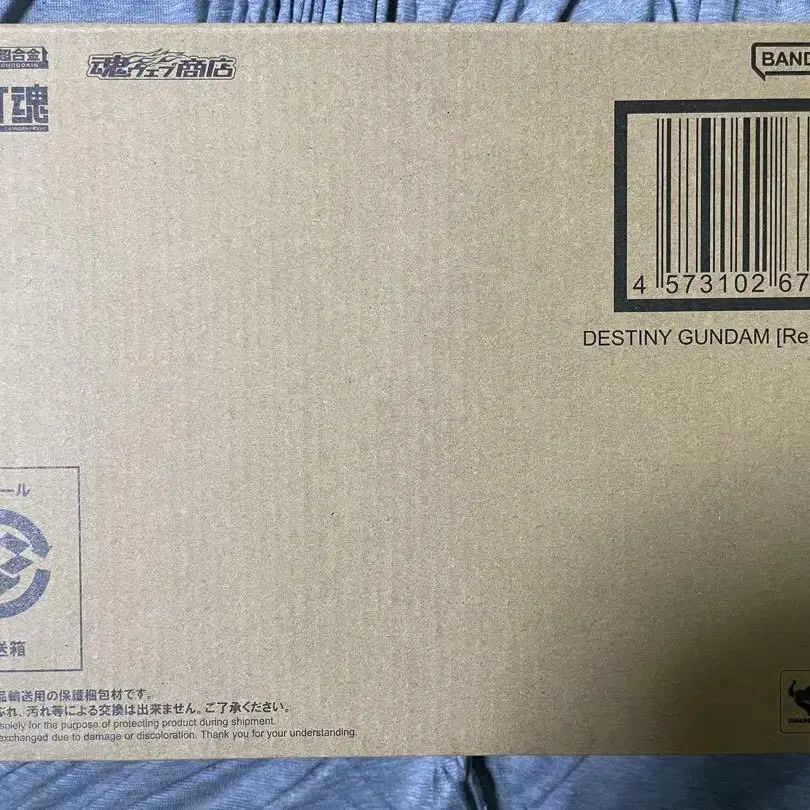 超合金
CHOGOKIN
魂
魂ウェブ商店
BAND
4 573102 67
DESTINY GUNDAM [Re
ール
送箱
品輸送用の保護梱包材です。
ぶれ、汚れ等による交換は出来ません。ご了承ください。
solely for the purpose of protecting product during shipment.
exchanged due to damage or discoloration. Thank you for your understanding.